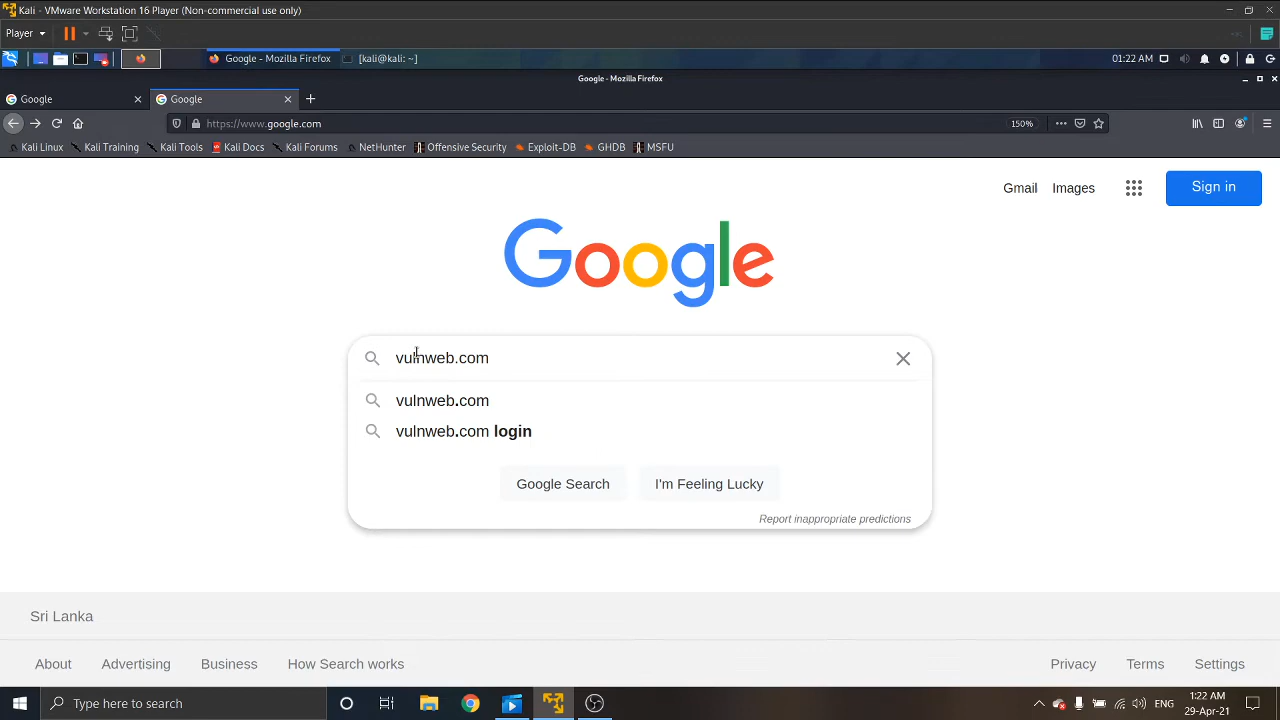 Kali - VMware Workstation 16 Player (Non-commercial use only)
Player
Google - Mozilla Firefox
[kali@kali: ~]
01:22 AM
Google - Mozilla Firefox
Google
Google
https://www.google.com
150%
Kali Linux
Kali Training
Kali Tools
Kali Docs
Kali Forums
NetHunter
Offensive Security
Exploit-DB
GHDB
MSFU
Gmail
Images
Sign in
Google
vulnweb.com
vulnweb.com
vulnweb.com login
Google Search
I'm Feeling Lucky
Report inappropriate predictions
Sri Lanka
About
Advertising
Business
How Search works
Privacy
Terms
Settings
Type here to search
ENG
1:22 AM
29-Apr-21